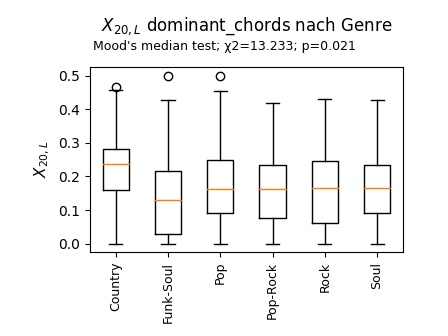 X20,L dominant_chords nach Genre
Mood's median test; χ2=13.233; p=0.021
X20,L
0.5
0.4
0.3
0.2
0.1
0.0
Country
Funk-Soul
Pop
Pop-Rock
Rock
Soul